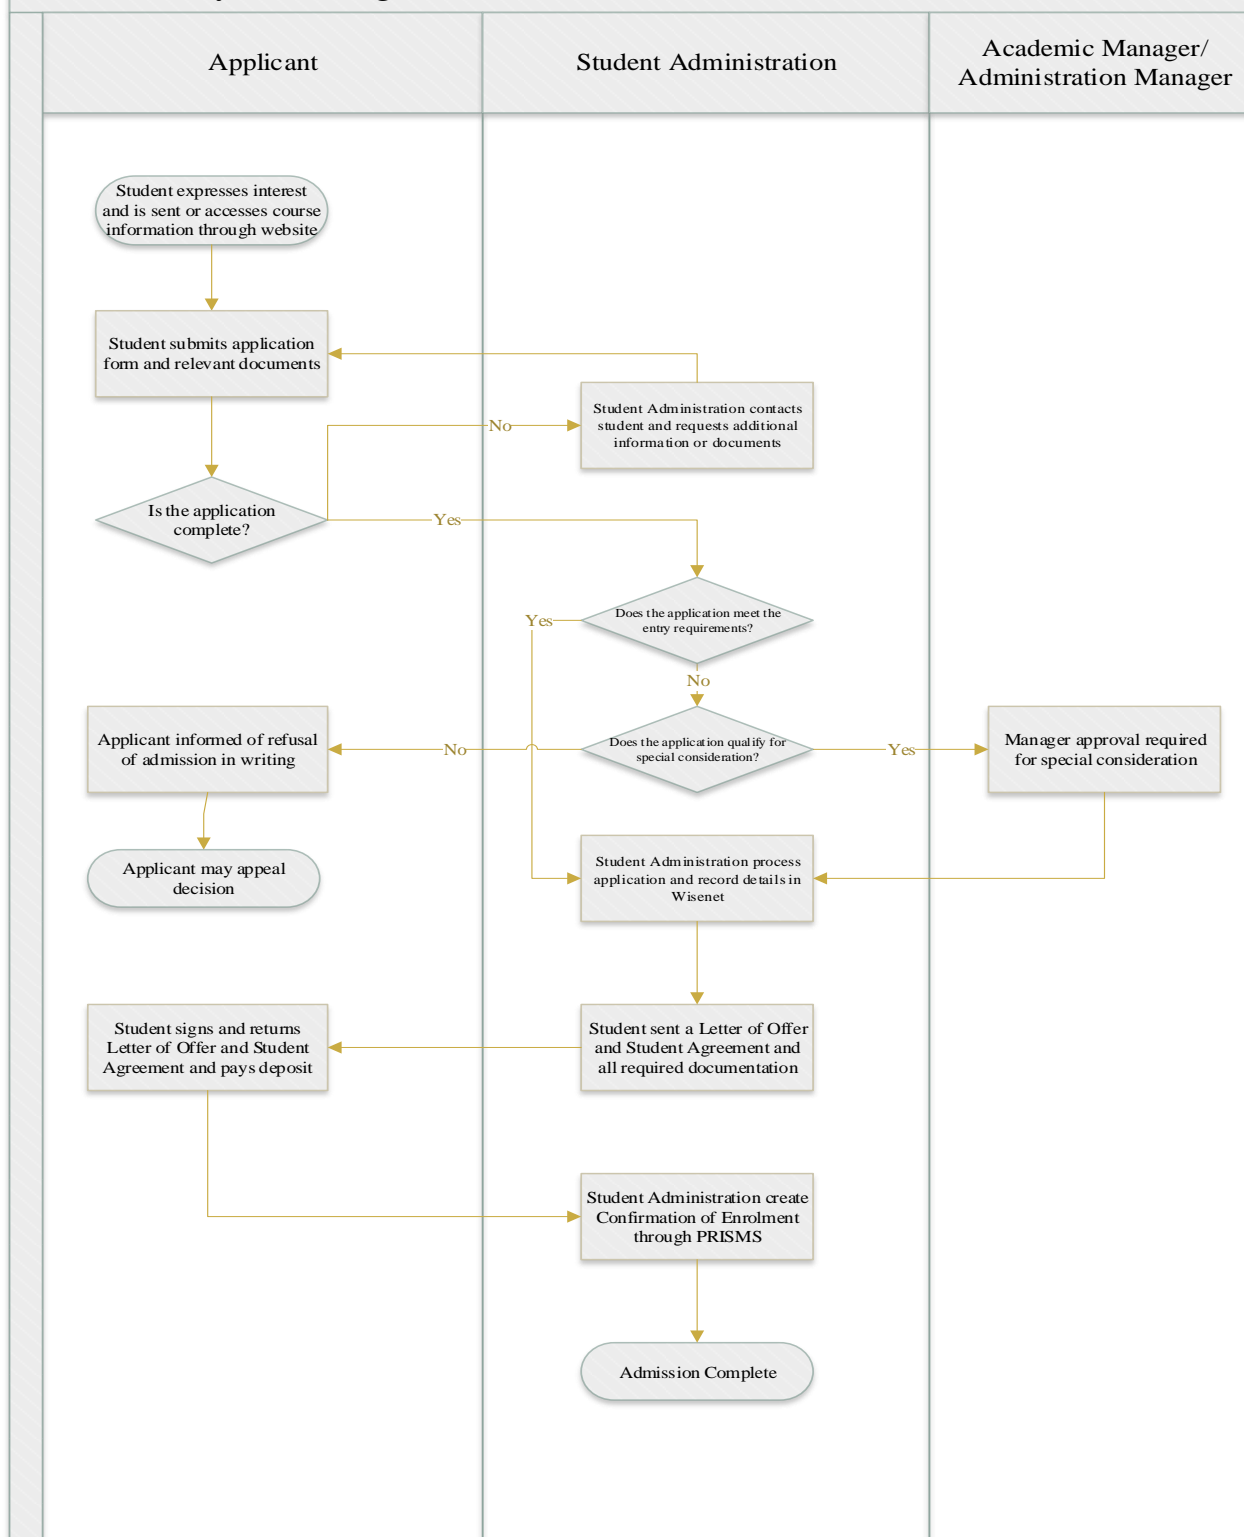 Applicant
Student Administration
Academic Manager/
Administration Manager
Student expresses interest
and is sent or accesses course
information through website
Student submits application
form and relevant documents
Student Administration contacts
student and requests additional
information or documents
No
Is the application
complete?
Yes
Does the application meet the
entry requirements?
Yes
No
Applicant informed of refusal
of admission in writing
No
Does the application qualify for
special consideration?
Yes
Manager approval required
for special consideration
Applicant may appeal
decision
Student Administration process
application and record details in
Wisenet
Student signs and returns
Letter of Offer and Student
Agreement and pays deposit
Student sent a Letter of Offer
and Student Agreement and
all required documentation
Student Administration create
Confirmation of Enrolment
through PRISMS
Admission Complete